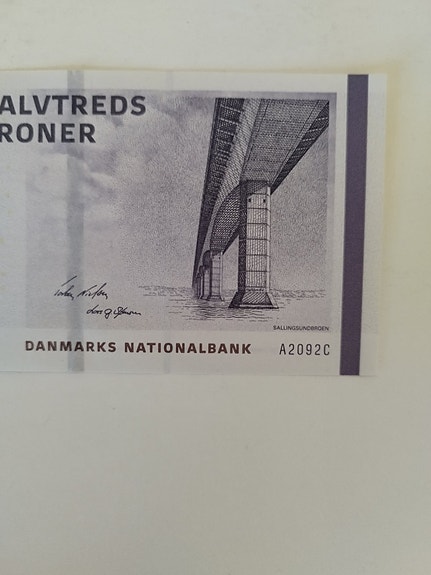 ALVTREDS
RONER
SALLINGSUNDBROEN
DANMARKS NATIONALBANK A2092C